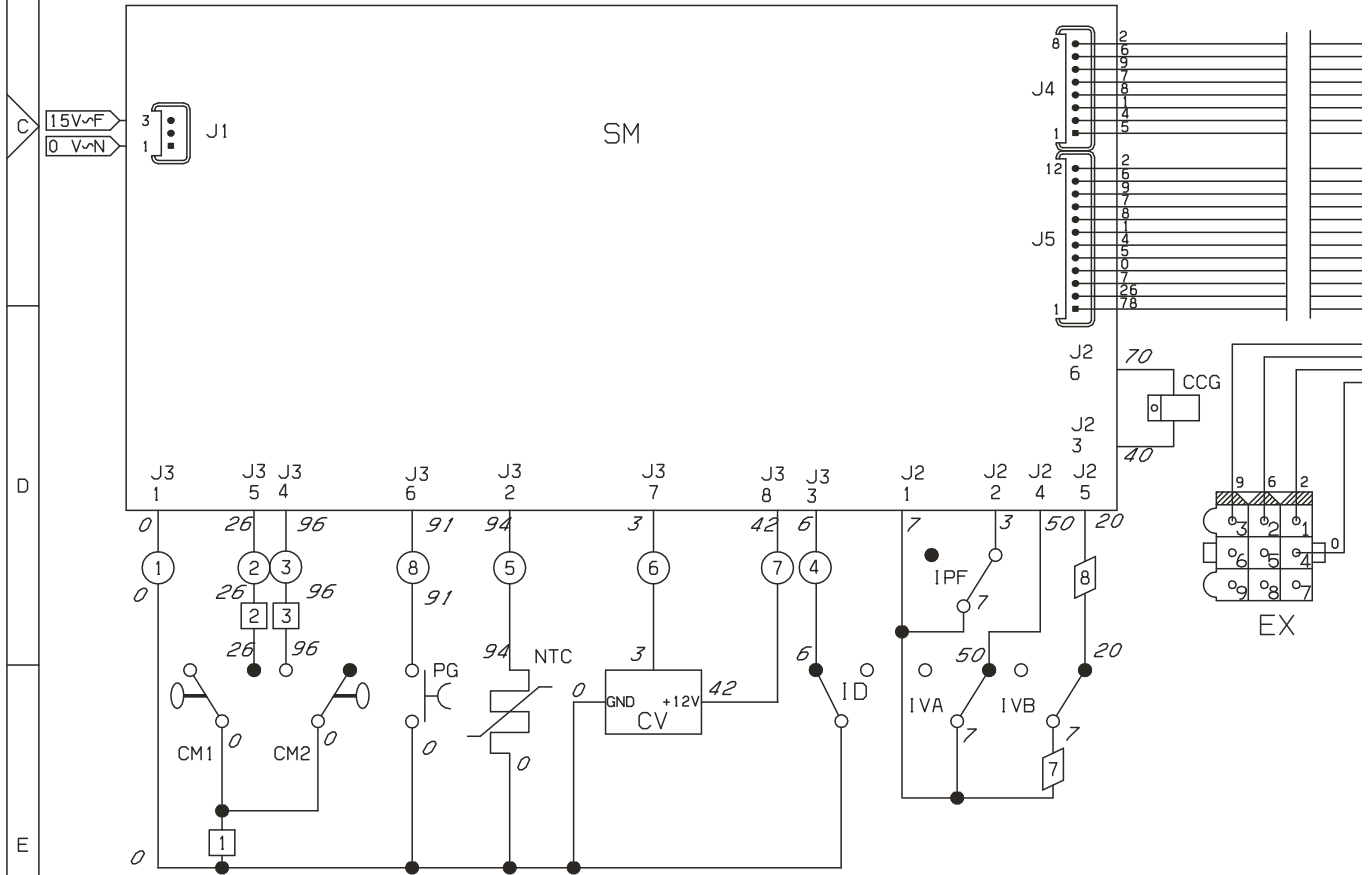 C
D
E
15V~F
0 V~N
3
1
J1
SM
8
J4
1
2
6
9
7
8
1
4
5
12
J5
1
2
6
9
7
8
1
4
5
0
7
26
78
J2
6
70
CCG
J2
3
40
J3 J3 J3 J3 J3 J3 J3 J3 J2 J2 J2 J2
1 5 4 6 2 7 8 3 1 2 4 5
0 26 96 91 94 3 42 6 7 3 50 20
1 2 3 8 5 6 7 4
IPF
8
0 26 96 91
7
2 3
26 96
94 NTC
3
6
50
20
PG
0
GND +12V
42
CV
ID
IVA
IVB
0 0 0 0
7 7
CM1 CM2
7
1
0
9 6 2
3 2 1
6 5 4
0
9 8 7
EX